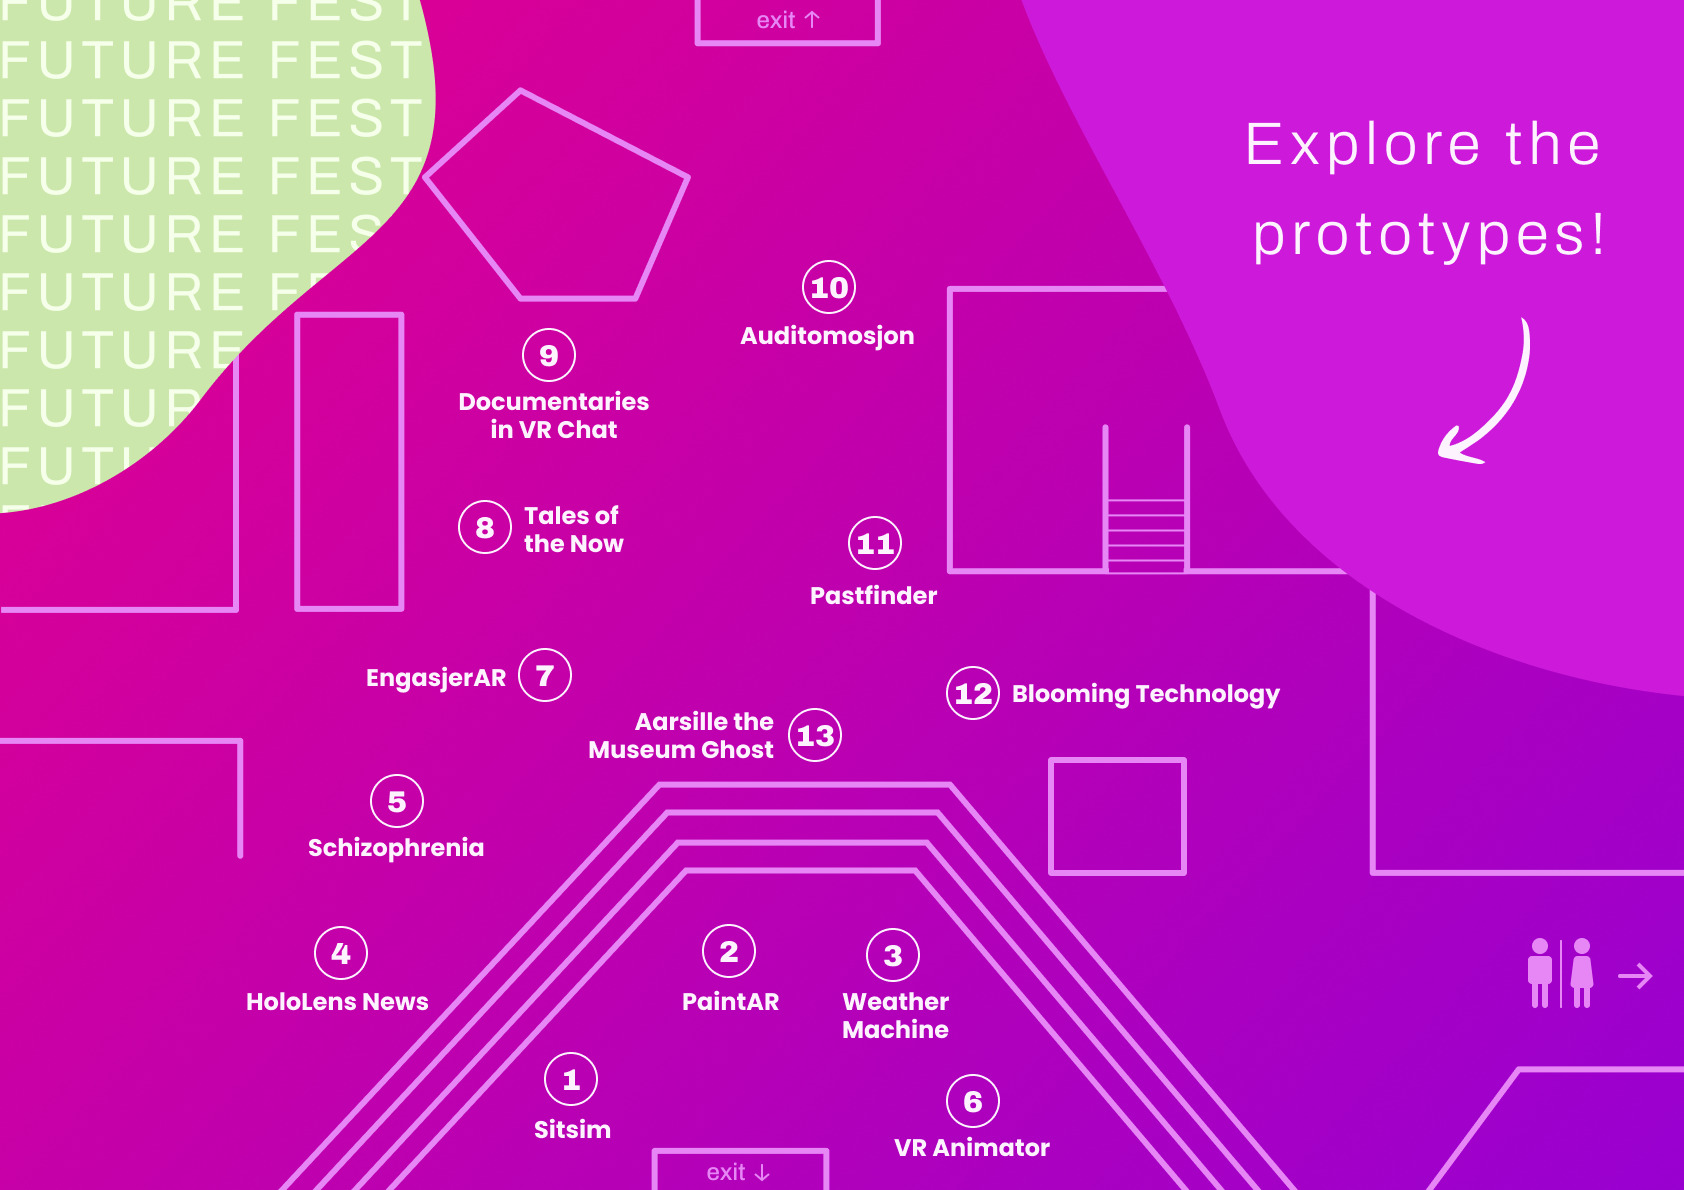 FUTURE FEST
FUTURE FEST
FUTURE FEST
FUTURE FEST
FUTURE FES
FUTURE FE
FUTURE
FUTUR
FUTU
exit ↑
Explore the
prototypes!
10
Auditomosjon
9
Documentaries
in VR Chat
8
Tales of
the Now
11
Pastfinder
EngasjerAR
7
12
Blooming Technology
Aarsille the
Museum Ghost
13
5
Schizophrenia
4
HoloLens News
2
PaintAR
3
Weather
Machine
1
Sitsim
6
VR Animator
exit ↓